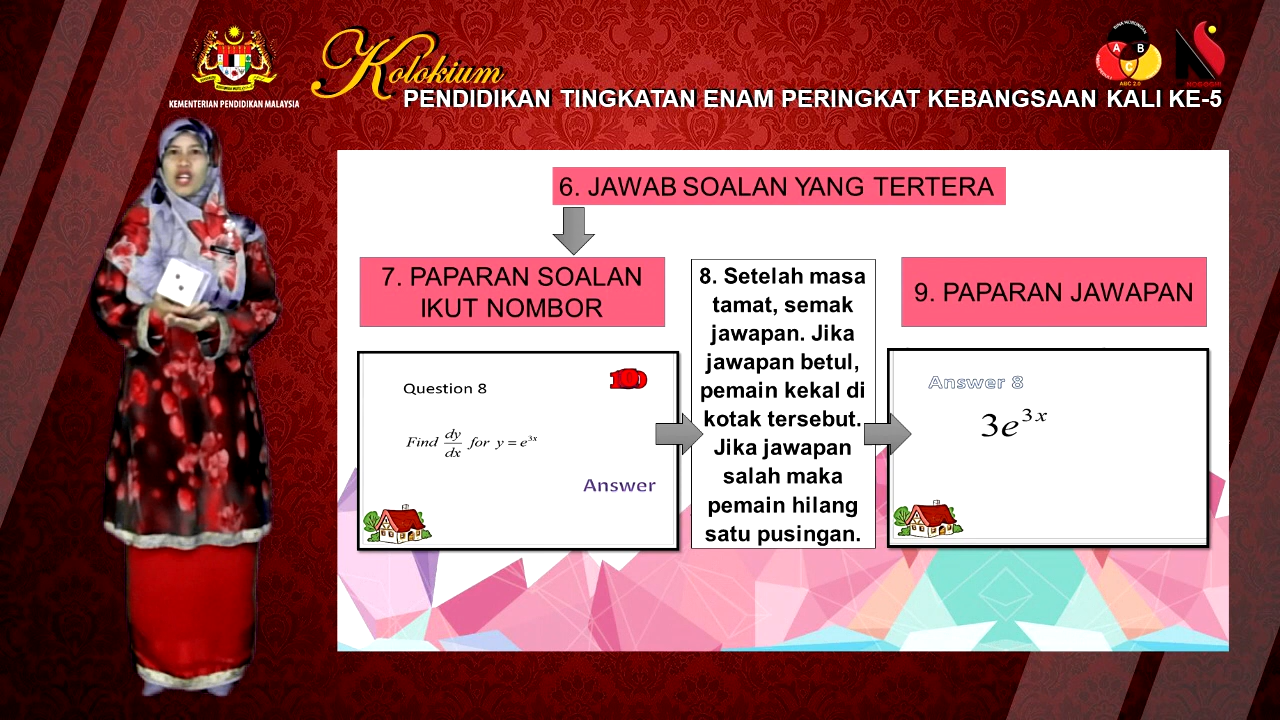 KEMENTERIAN PENDIDIKAN MALAYSIA
Kolokium
PENDIDIKAN TINGKATAN ENAM PERINGKAT KEBANGSAAN KALI KE-5
A B
C
ABC 2.0
6. JAWAB SOALAN YANG TERTERA
7. PAPARAN SOALAN
IKUT NOMBOR
Question 8
Find dy/dx for y = e^{3x}
Answer
8. Setelah masa
tamat, semak
jawapan. Jika
jawapan betul,
pemain kekal di
kotak tersebut.
Jika jawapan
salah maka
pemain hilang
satu pusingan.
9. PAPARAN JAWAPAN
Answer 8
3e^{3x}